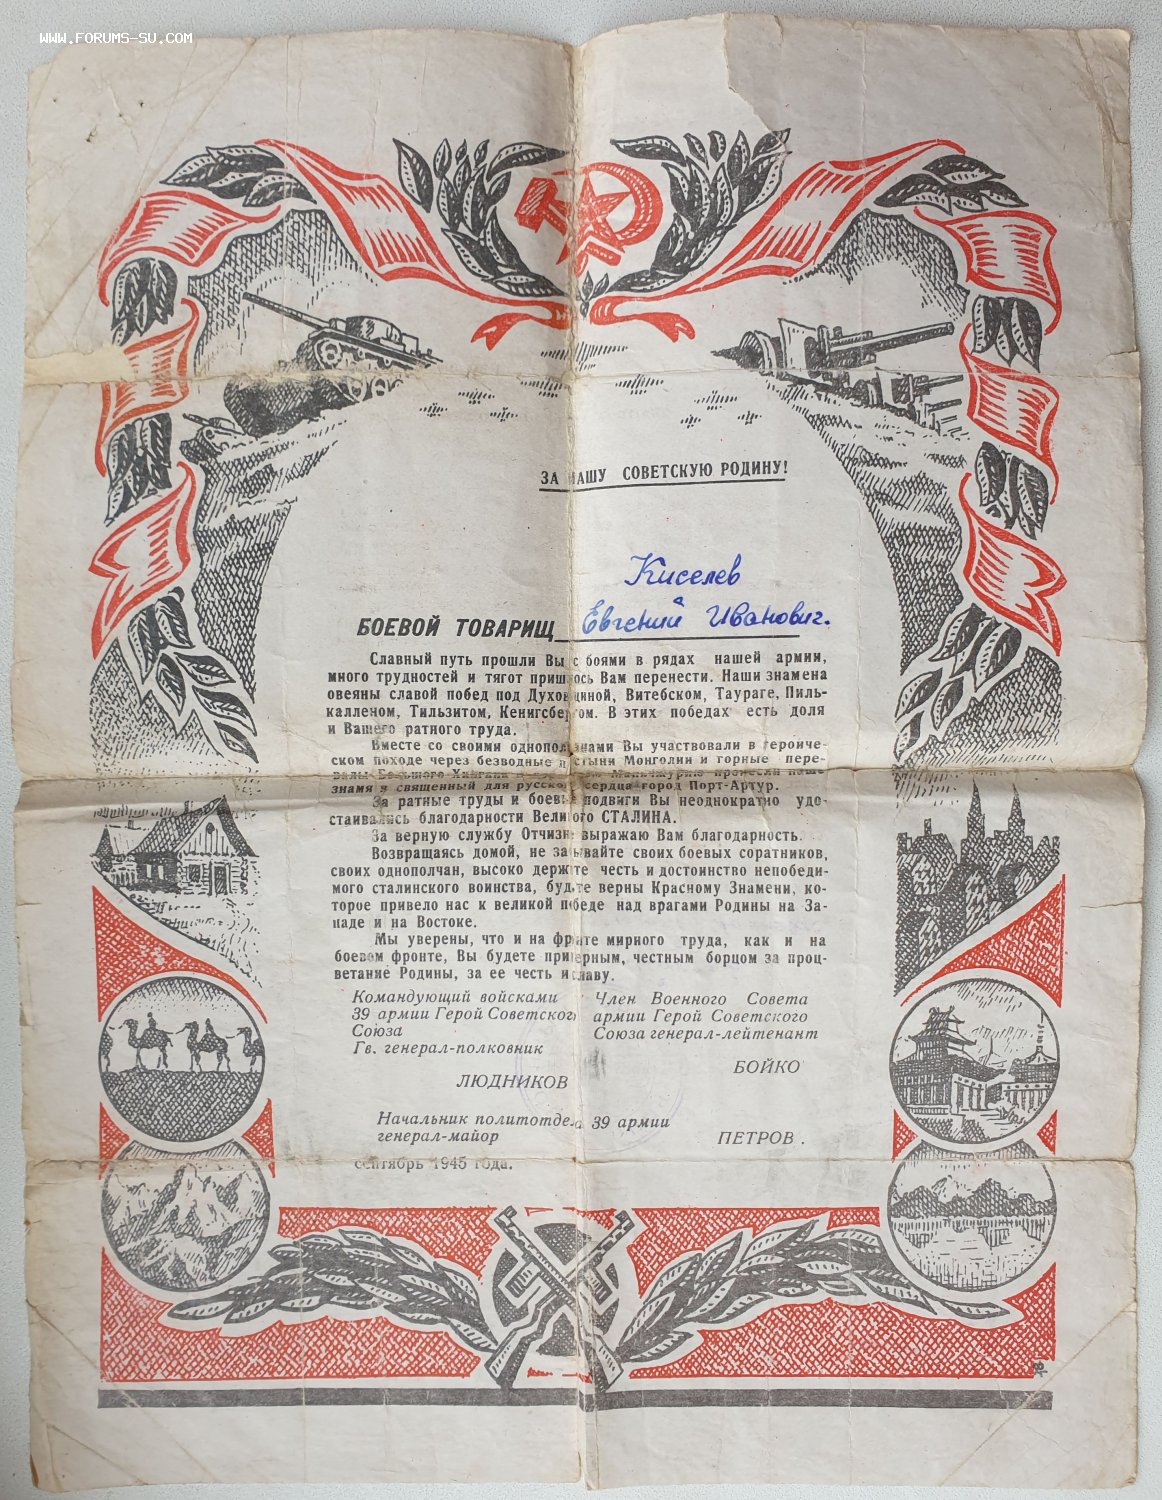 WWW.FORUMS-SU.COM
ЗА НАШУ СОВЕТСКУЮ РОДИНУ!
Киселев
БОЕВОЙ ТОВАРИЩ Евгений Иванович.
Славный путь прошли Вы с боями в рядах нашей армии,
много трудностей и тягот пришлось Вам перенести. Наши знамена
овеяны славой побед под Духовщиной, Витебском, Таураге, Пиль-
калленом, Тильзитом, Кенигсбергом. В этих победах есть доля
и Вашего ратного труда.
Вместе со своими однополчанами Вы участвовали в героиче-
ском походе через безводные пустыни Монголии и горные пере-
валы Большого Хингана и
знамя в священный для русского сердца город Порт-Артур.
За ратные труды и боевые подвиги Вы неоднократно удо-
стаивались благодарности Великого СТАЛИНА.
За верную службу Отчизне выражаю Вам благодарность.
Возвращаясь домой, не забывайте своих боевых соратников,
своих однополчан, высоко держите честь и достоинство непобеди-
мого сталинского воинства, будьте верны Красному Знамени, ко-
торое привело нас к великой победе над врагами Родины на За-
паде и на Востоке.
Мы уверены, что и на фронте мирного труда, как и на
боевом фронте, Вы будете примерным, честным борцом за проц-
ветание Родины, за ее честь и славу.
Командующий войсками
39 армии Герой Советского
Союза
Гв. генерал-полковник
ЛЮДНИКОВ
Член Военного Совета
армии Герой Советского
Союза генерал-лейтенант
БОЙКО
Начальник политотдела 39 армии
генерал-майор
ПЕТРОВ.
сентябрь 1945 года.